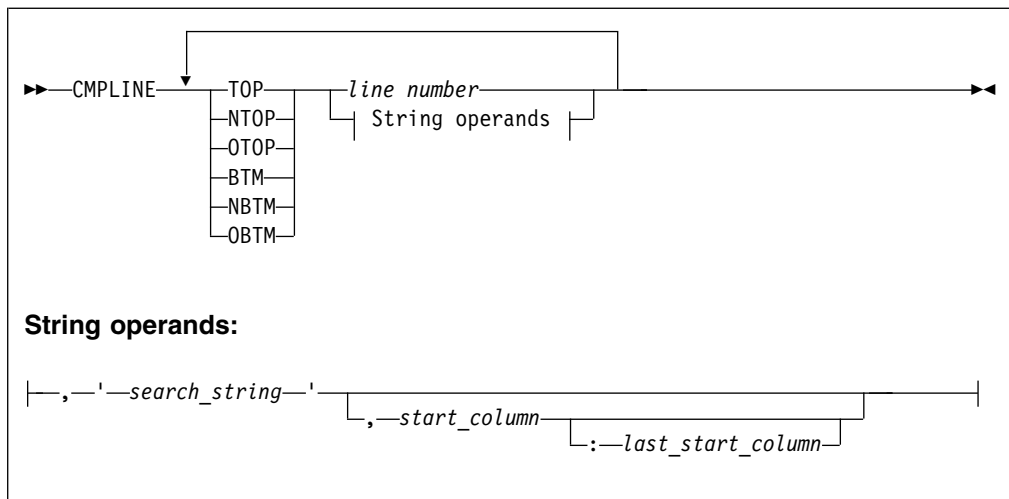 ►►──CMPLINE──TOP──line number──►◄
NTOP──String operands
OTOP
BTM
NBTM
OBTM
String operands:
├──,──'──search_string──'──┤
,──start_column
:──last_start_column